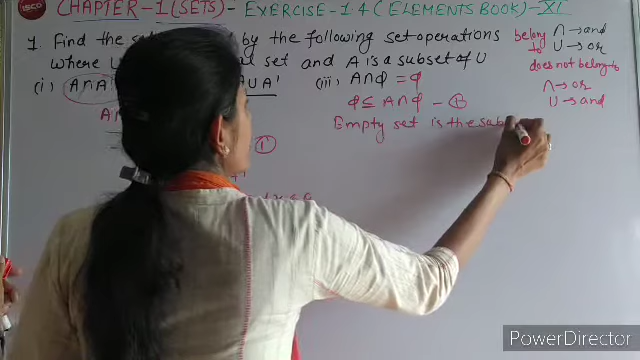 ISCO CHAPTER-1 (SETS) - EXERCISE-1.4 (ELEMENTS BOOK) - XI
1. Find the by the following set operations
where U set and A is a subset of U
(i) A∩A' A∪A' (iii) A∩ϕ = ϕ
ϕ ⊆ A∩ϕ
Empty set is the sub
①
belong to ∩ → and
∪ → or
does not belong to
∩ → or
∪ → and
PowerDirector